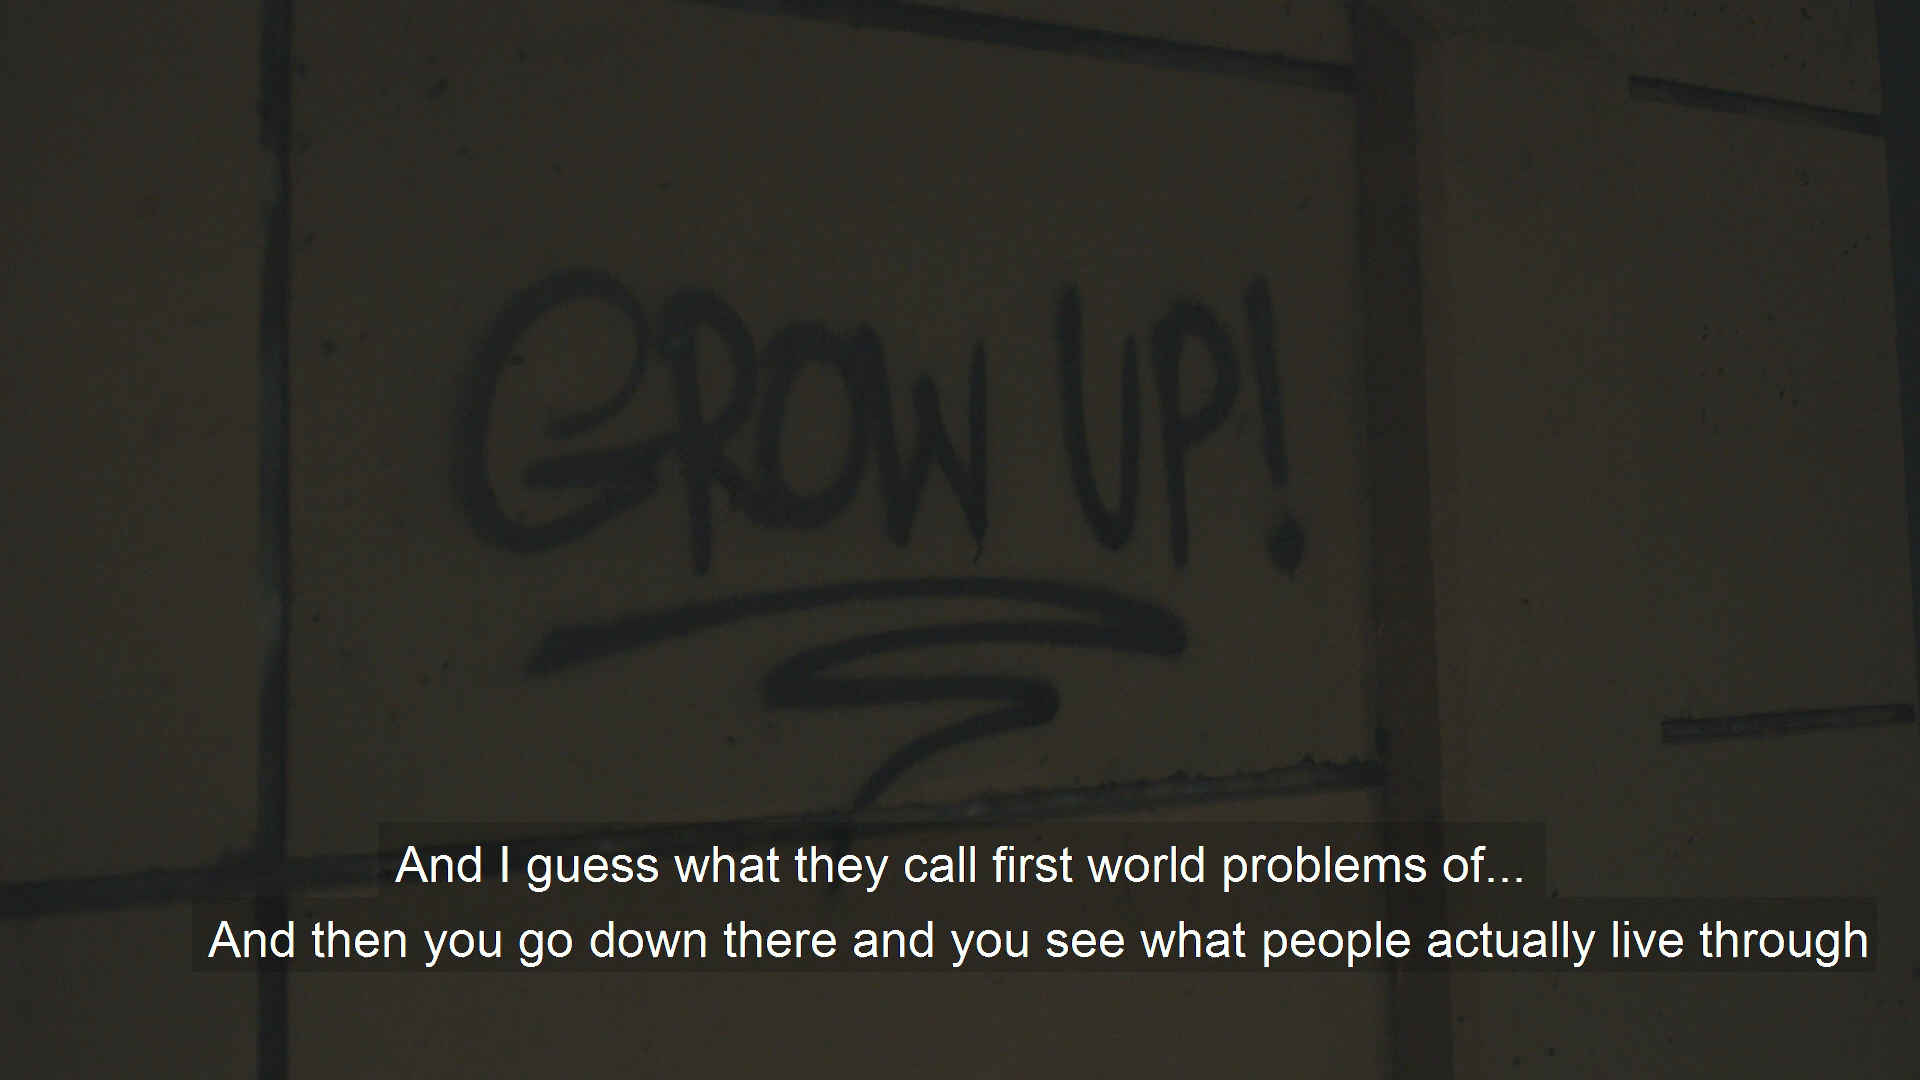 GROW UP!
And I guess what they call first world problems of...
And then you go down there and you see what people actually live through